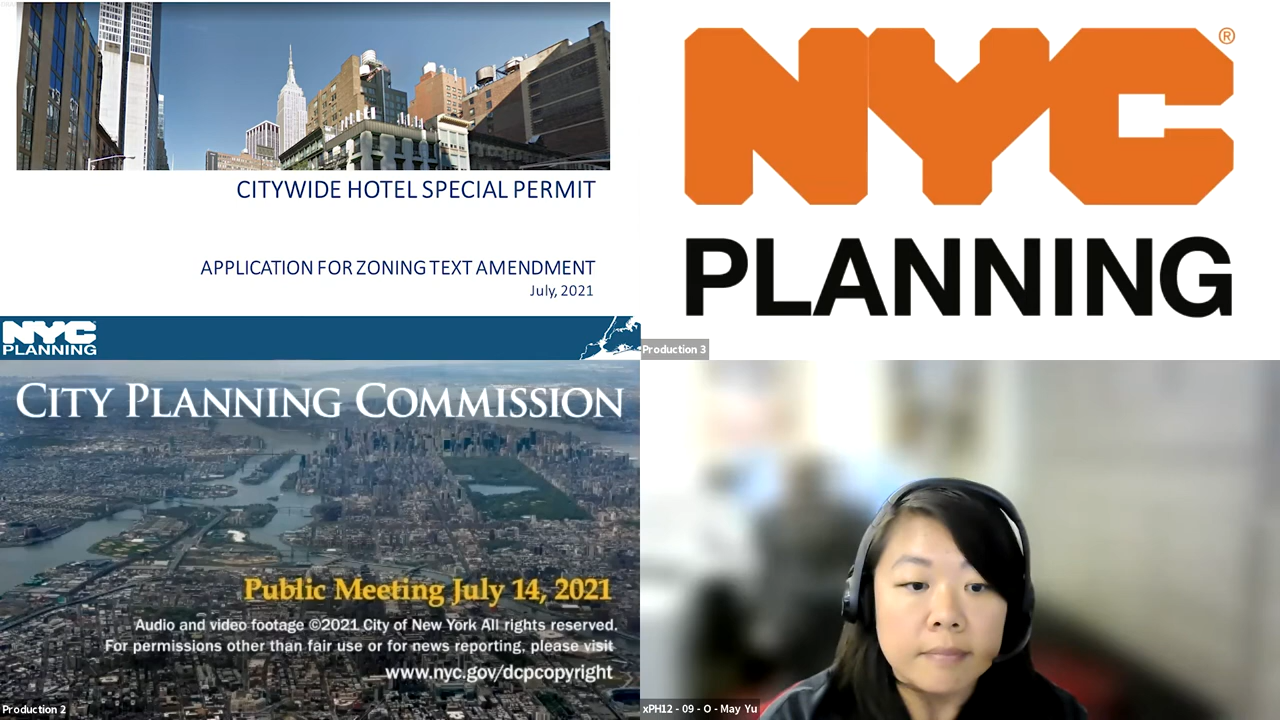 CITYWIDE HOTEL SPECIAL PERMIT
APPLICATION FOR ZONING TEXT AMENDMENT
July, 2021
NYC
PLANNING
NYC®
PLANNING
Production 3
CITY PLANNING COMMISSION
Public Meeting July 14, 2021
Audio and video footage ©2021 City of New York All rights reserved.
For permissions other than fair use or for news reporting, please visit
www.nyc.gov/dcpcopyright
Production 2
xPH12 - 09 - O - May Yu